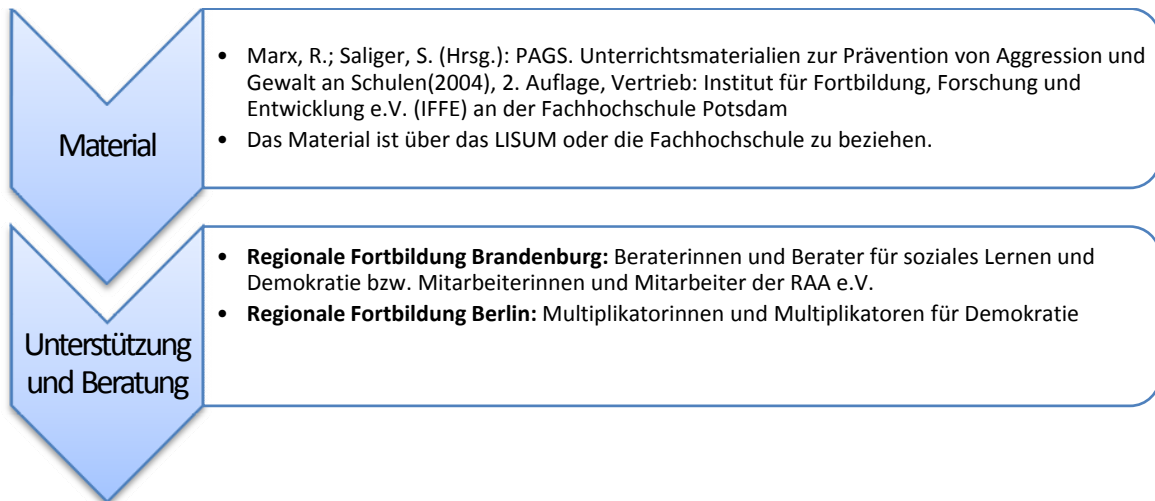 Material
• Marx, R.; Saliger, S. (Hrsg.): PAGS. Unterrichtsmaterialien zur Prävention von Aggression und
Gewalt an Schulen(2004), 2. Auflage, Vertrieb: Institut für Fortbildung, Forschung und
Entwicklung e.V. (IFFE) an der Fachhochschule Potsdam
• Das Material ist über das LISUM oder die Fachhochschule zu beziehen.
Unterstützung
und Beratung
• Regionale Fortbildung Brandenburg: Beraterinnen und Berater für soziales Lernen und
Demokratie bzw. Mitarbeiterinnen und Mitarbeiter der RAA e.V.
• Regionale Fortbildung Berlin: Multiplikatorinnen und Multiplikatoren für Demokratie